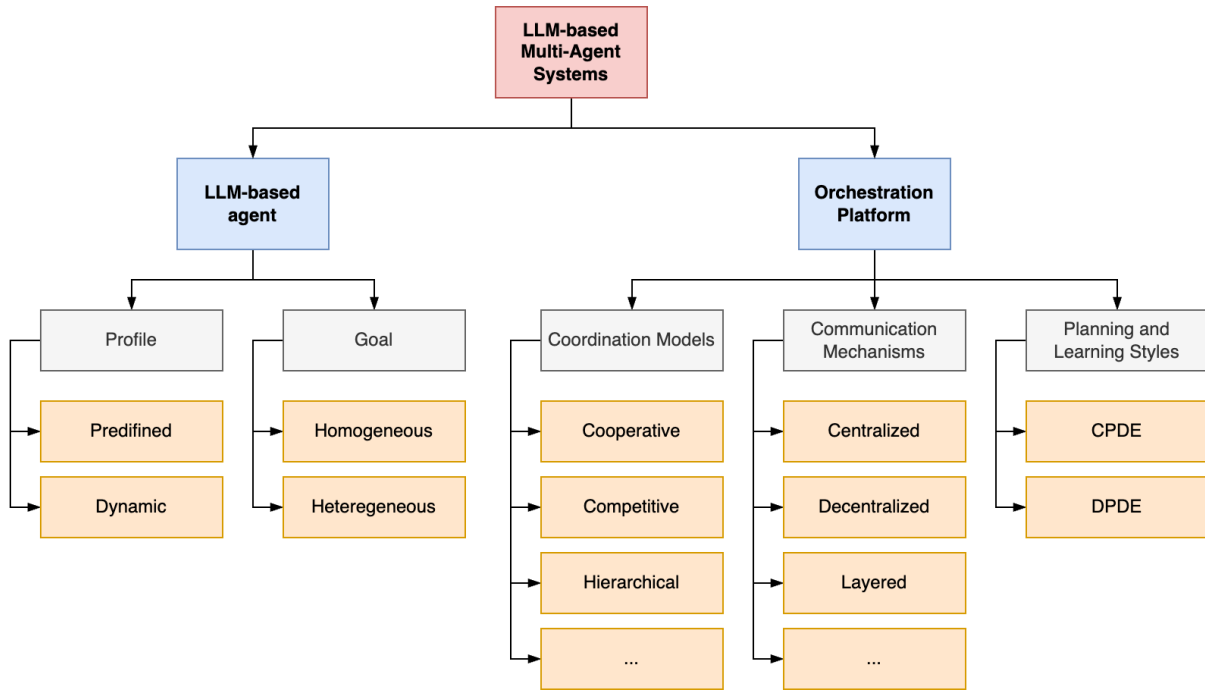 LLM-based
Multi-Agent
Systems
LLM-based
agent
Orchestration
Platform
Profile
Goal
Coordination Models
Communication
Mechanisms
Planning and
Learning Styles
Predifined
Homogeneous
Cooperative
Centralized
CPDE
Dynamic
Heteregeneous
Competitive
Decentralized
DPDE
Hierarchical
Layered
...
...